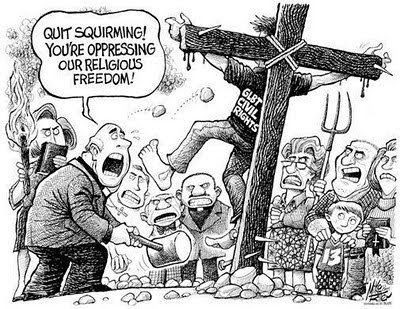 QUIT SQUIRMING!
YOU'RE OPPRESSING
OUR RELIGIOUS
FREEDOM!
GLBT
CIVIL
RIGHTS
13